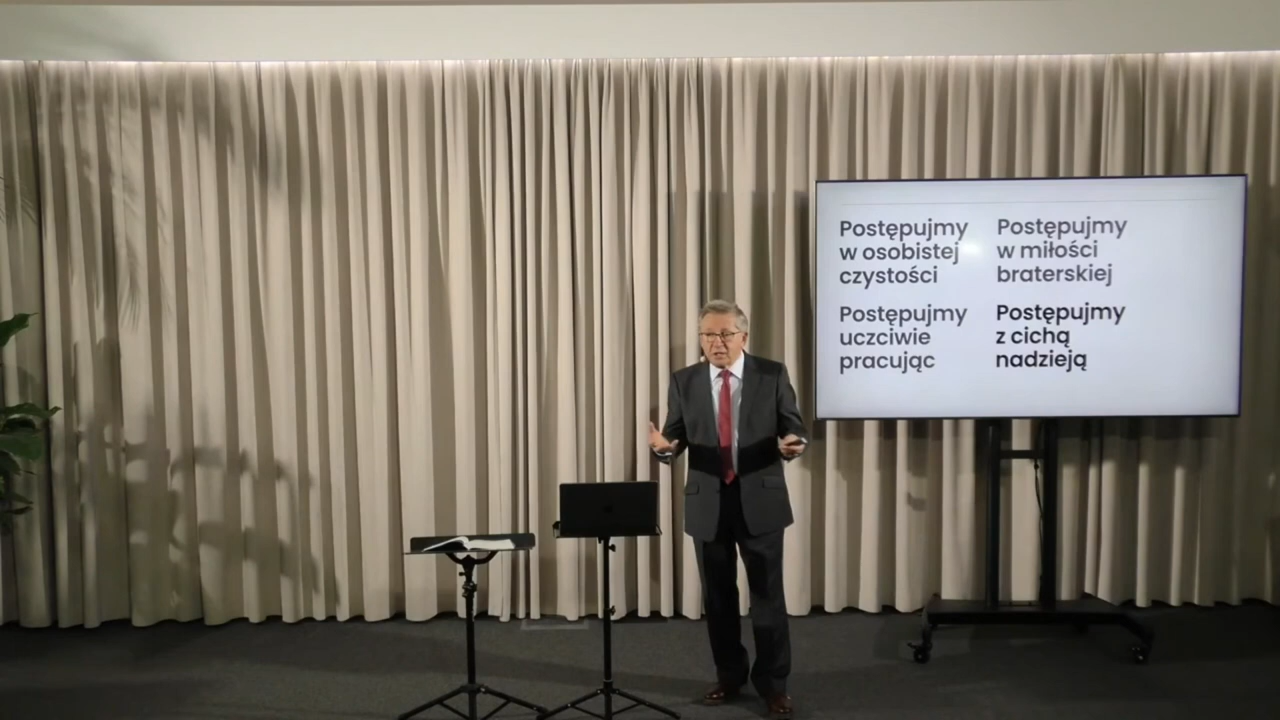 Postępujmy
w osobistej
czystości
Postępujmy
w miłości
braterskiej
Postępujmy
uczciwie
pracując
Postępujmy
z cichą
nadzieją